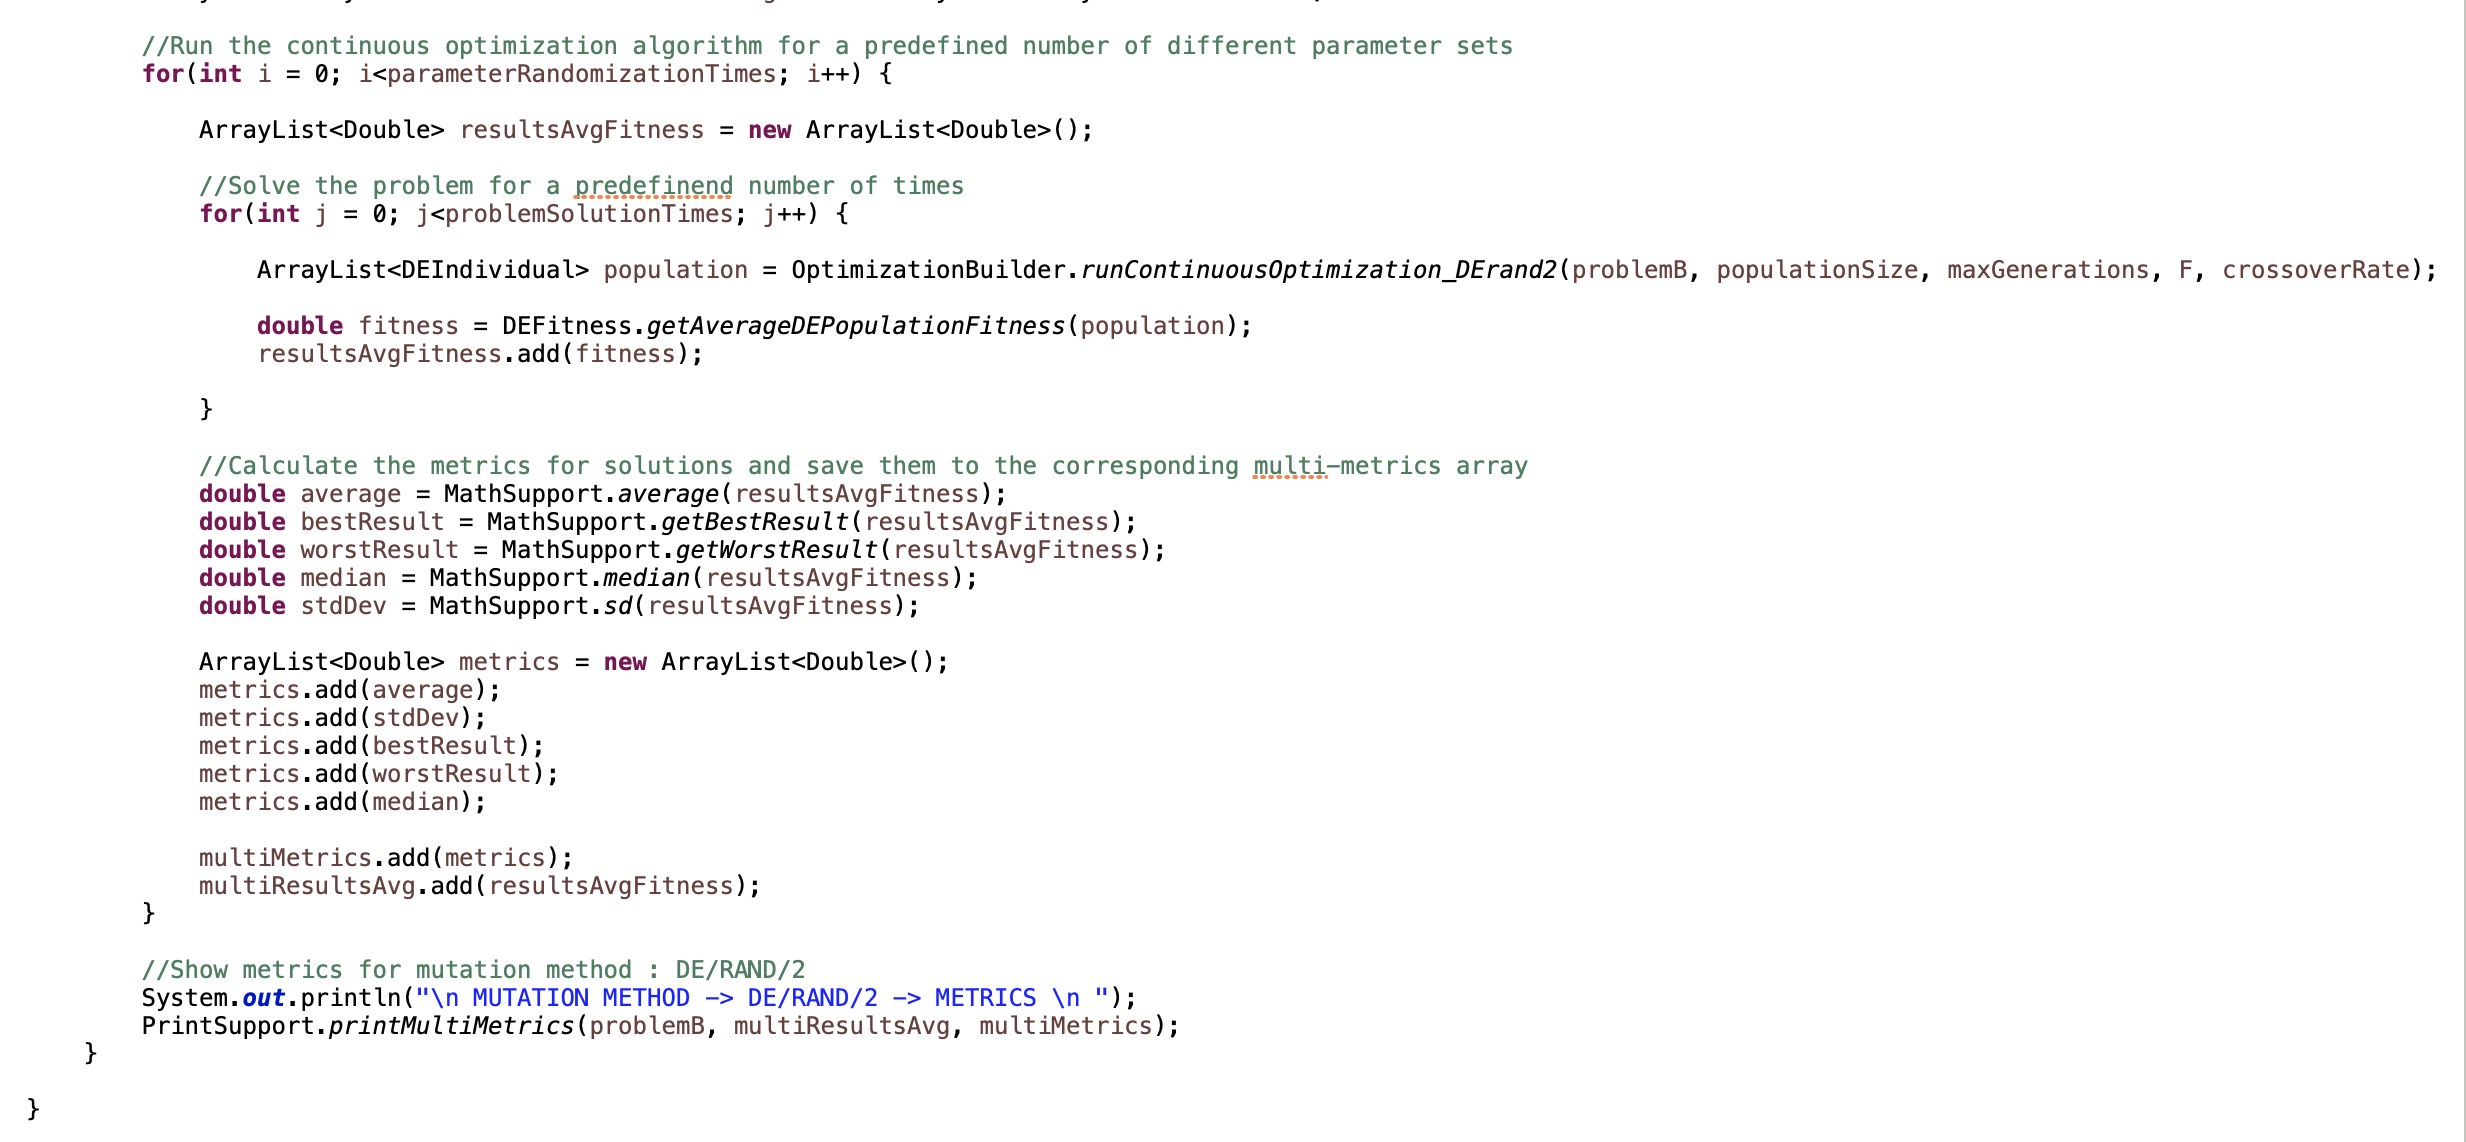 //Run the continuous optimization algorithm for a predefined number of different parameter sets
for(int i = 0; i<parameterRandomizationTimes; i++) {
ArrayList<Double> resultsAvgFitness = new ArrayList<Double>();
//Solve the problem for a predefinend number of times
for(int j = 0; j<problemSolutionTimes; j++) {
ArrayList<DEIndividual> population = OptimizationBuilder.runContinuousOptimization_DErand2(problemB, populationSize, maxGenerations, F, crossoverRate);
double fitness = DEFitness.getAverageDEPopulationFitness(population);
resultsAvgFitness.add(fitness);
}
//Calculate the metrics for solutions and save them to the corresponding multi-metrics array
double average = MathSupport.average(resultsAvgFitness);
double bestResult = MathSupport.getBestResult(resultsAvgFitness);
double worstResult = MathSupport.getWorstResult(resultsAvgFitness);
double median = MathSupport.median(resultsAvgFitness);
double stdDev = MathSupport.sd(resultsAvgFitness);
ArrayList<Double> metrics = new ArrayList<Double>();
metrics.add(average);
metrics.add(stdDev);
metrics.add(bestResult);
metrics.add(worstResult);
metrics.add(median);
multiMetrics.add(metrics);
multiResultsAvg.add(resultsAvgFitness);
}
//Show metrics for mutation method : DE/RAND/2
System.out.println("\n MUTATION METHOD -> DE/RAND/2 -> METRICS \n ");
PrintSupport.printMultiMetrics(problemB, multiResultsAvg, multiMetrics);
}
}